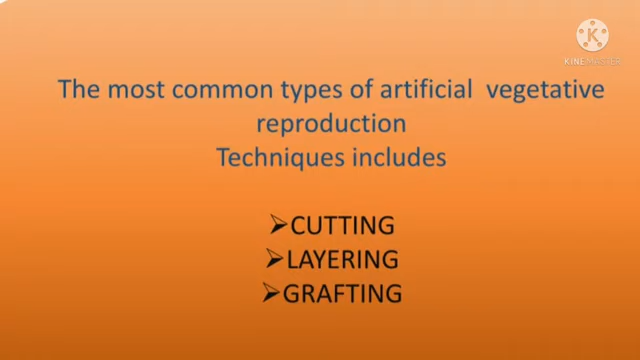 K
KINEMASTER
The most common types of artificial vegetative
reproduction
Techniques includes
➢CUTTING
➢LAYERING
➢GRAFTING